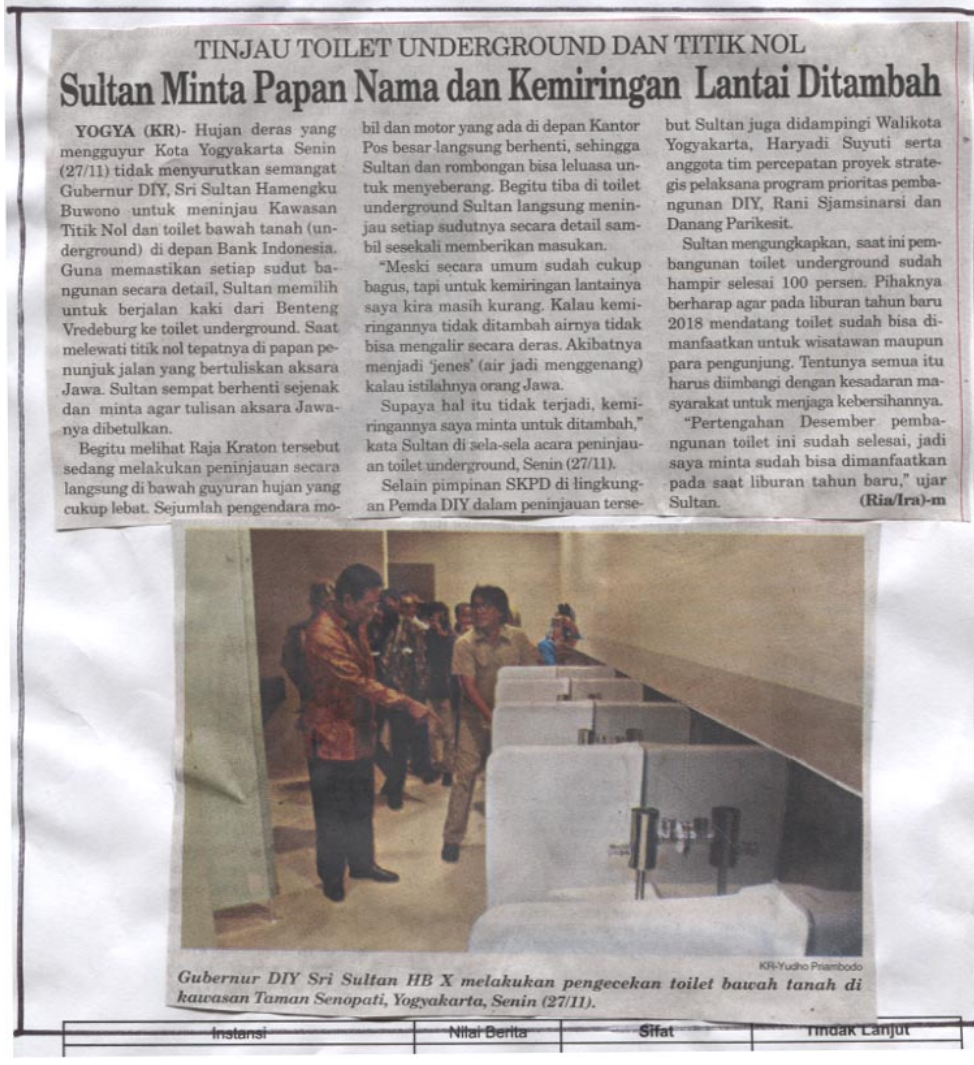 TINJAU TOILET UNDERGROUND DAN TITIK NOL
Sultan Minta Papan Nama dan Kemiringan Lantai Ditambah
YOGYA (KR)- Hujan deras yang
mengguyur Kota Yogyakarta Senin
(27/11) tidak menyurutkan semangat
Gubernur DIY, Sri Sultan Hamengku
Buwono untuk meninjau Kawasan
Titik Nol dan toilet bawah tanah (un-
derground) di depan Bank Indonesia.
Guna memastikan setiap sudut ba-
ngunan secara detail, Sultan memilih
untuk berjalan kaki dari Benteng
Vredeburg ke toilet underground. Saat
melewati titik nol tepatnya di papan pe-
nunjuk jalan yang bertuliskan aksara
Jawa. Sultan sempat berhenti sejenak
dan minta agar tulisan aksara Jawa-
nya dibetulkan.
Begitu melihat Raja Kraton tersebut
sedang melakukan peninjauan secara
langsung di bawah guyuran hujan yang
cukup lebat. Sejumlah pengendara mo-
bil dan motor yang ada di depan Kantor
Pos besar langsung berhenti, sehingga
Sultan dan rombongan bisa leluasa un-
tuk menyeberang. Begitu tiba di toilet
underground Sultan langsung menin-
jau setiap sudutnya secara detail sam-
bil sesekali memberikan masukan.
"Meski secara umum sudah cukup
bagus, tapi untuk kemiringan lantainya
saya kira masih kurang. Kalau kemi-
ringannya tidak ditambah airnya tidak
bisa mengalir secara deras. Akibatnya
menjadi 'jenes' (air jadi menggenang)
kalau istilahnya orang Jawa.
Supaya hal itu tidak terjadi, kemi-
ringannya saya minta untuk ditambah,"
kata Sultan di sela-sela acara peninjau-
an toilet underground, Senin (27/11).
Selain pimpinan SKPD di lingkung-
an Pemda DIY dalam peninjauan terse-
but Sultan juga didampingi Walikota
Yogyakarta, Haryadi Suyuti serta
anggota tim percepatan proyek strate-
gis pelaksana program prioritas pemba-
ngunan DIY, Rani Sjamsinarsi dan
Danang Parikesit.
Sultan mengungkapkan, saat ini pem-
bangunan toilet underground sudah
hampir selesai 100 persen. Pihaknya
berharap agar pada liburan tahun baru
2018 mendatang toilet sudah bisa di-
manfaatkan untuk wisatawan maupun
para pengunjung. Tentunya semua itu
harus diimbangi dengan kesadaran ma-
syarakat untuk menjaga kebersihannya.
"Pertengahan Desember pemba-
ngunan toilet ini sudah selesai, jadi
saya minta sudah bisa dimanfaatkan
pada saat liburan tahun baru," ujar
Sultan. (Ria/Ira)-m
KR-Yudho Priambodo
Gubernur DIY Sri Sultan HB X melakukan pengecekan toilet bawah tanah di
kawasan Taman Senopati, Yogyakarta, Senin (27/11).
Instansi Nilai Berita Sifat Tindak Lanjut